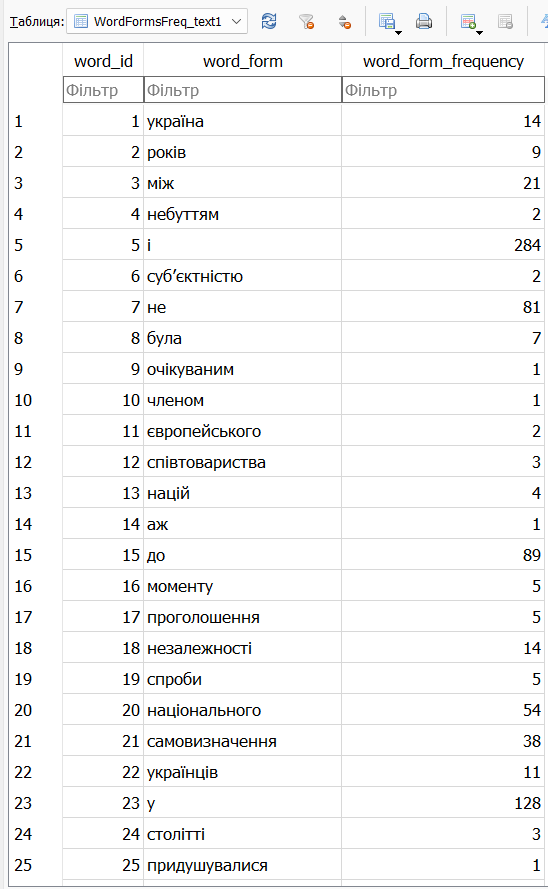 Таблиця: WordFormsFreq_text1
word_id word_form word_form_frequency
Фільтр Фільтр Фільтр
1 1 україна 14
2 2 років 9
3 3 між 21
4 4 небуттям 2
5 5 і 284
6 6 суб’єктністю 2
7 7 не 81
8 8 була 7
9 9 очікуваним 1
10 10 членом 1
11 11 європейського 2
12 12 співтовариства 3
13 13 націй 4
14 14 аж 1
15 15 до 89
16 16 моменту 5
17 17 проголошення 5
18 18 незалежності 14
19 19 спроби 5
20 20 національного 54
21 21 самовизначення 38
22 22 українців 11
23 23 у 128
24 24 столітті 3
25 25 придушувалися 1